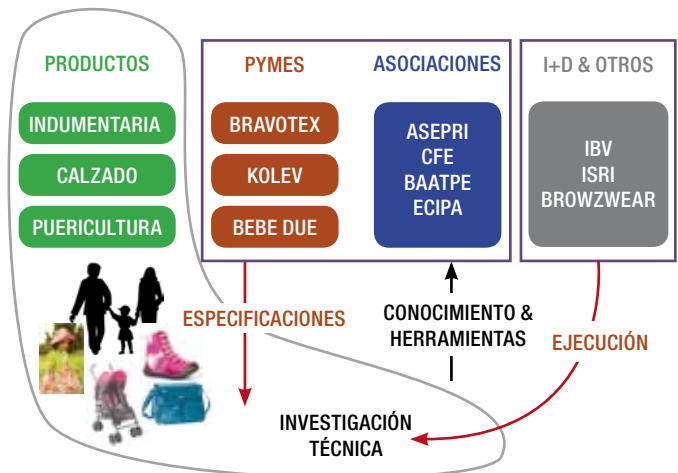 PRODUCTOS
INDUMENTARIA
CALZADO
PUERICULTURA
PYMES
BRAVOTEX
KOLEV
BEBE DUE
ASOCIACIONES
ASEPRI
CFE
BAATPE
ECIPA
I+D & OTROS
IBV
ISRI
BROWZWEAR
ESPECIFICACIONES
CONOCIMIENTO &
HERRAMIENTAS
EJECUCIÓN
INVESTIGACIÓN
TÉCNICA